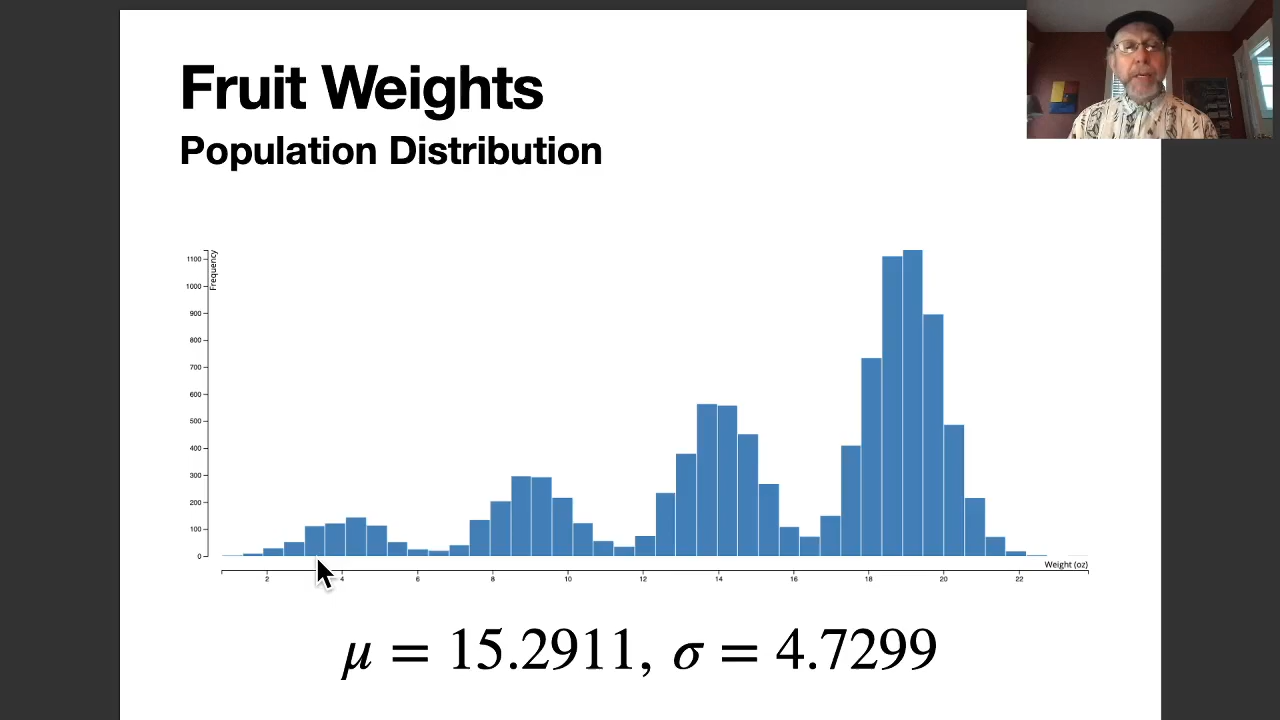 Fruit Weights
Population Distribution
Frequency
1100
1000
900
800
700
600
500
400
300
200
100
0
Weight (oz)
2 4 6 8 10 12 14 16 18 20 22
μ = 15.2911, σ = 4.7299